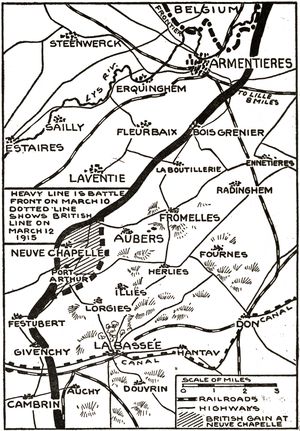 BELGIUM
FRONTIER
STEENWERCK
ARMENTIERES
LYS RIV.
ERQUINGHEM
TO LILLE
8 MILES
SAILLY
FLEURBAIX
BOIS GRENIER
ESTAIRES
ENNETIERES
LAVENTIE
LA BOUTILLERIE
RADINGHEM
HEAVY LINE IS BATTLE
FRONT ON MARCH 10
DOTTED LINE
SHOWS BRITISH
LINE ON
MARCH 12
1915
FROMELLES
AUBERS
NEUVE CHAPELLE
FOURNES
PORT
ARTHUR
HERLIES
ILLIES
LORGIES
FESTUBERT
DON
CANAL
GIVENCHY
LA BASSEE
CANAL
HANTAY
AUCHY
DOUVRIN
CAMBRIN
SCALE OF MILES
0 1 2 3
RAILROADS
HIGHWAYS
BRITISH GAIN AT
NEUVE CHAPELLE